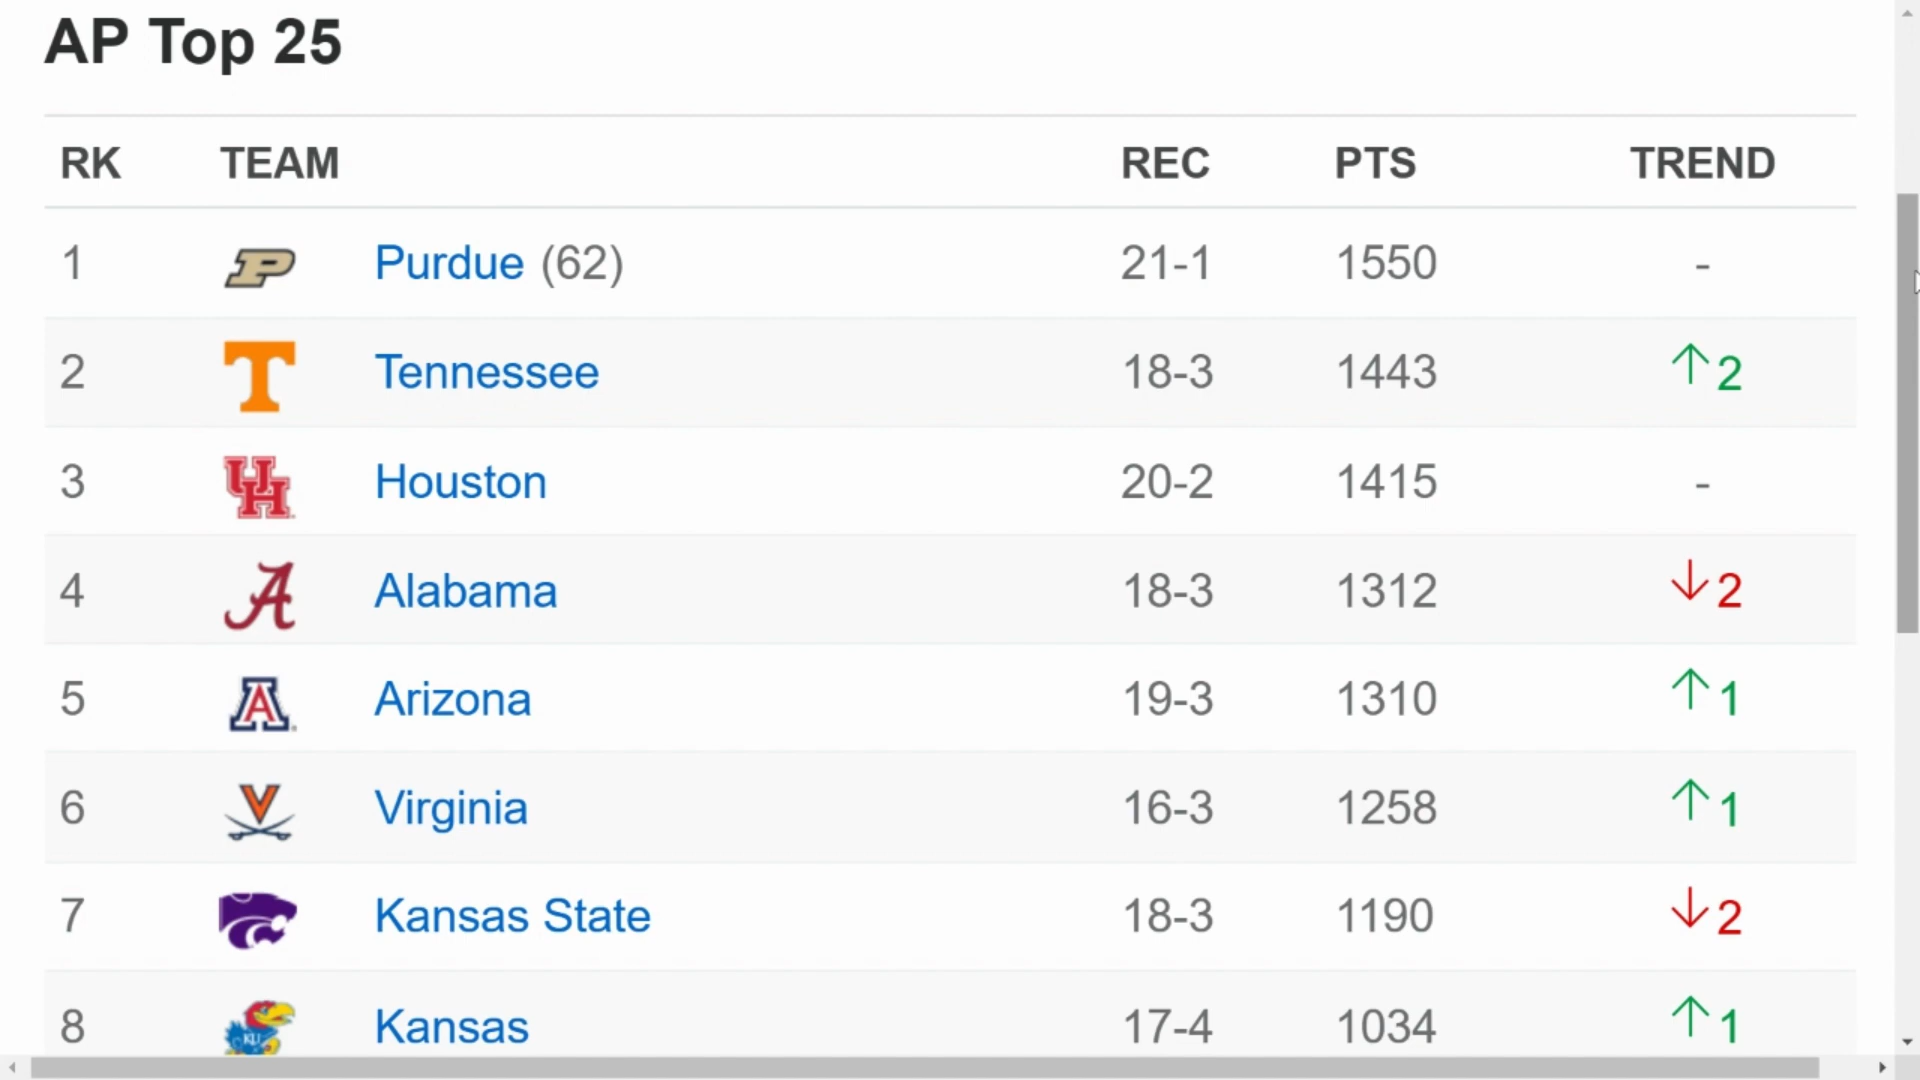 AP Top 25
RK TEAM REC PTS TREND
1 P Purdue (62) 21-1 1550 -
2 T Tennessee 18-3 1443 ↑2
3 UH Houston 20-2 1415 -
4 A Alabama 18-3 1312 ↓2
5 A Arizona 19-3 1310 ↑1
6 V Virginia 16-3 1258 ↑1
7 Kansas State 18-3 1190 ↓2
8 KU Kansas 17-4 1034 ↑1